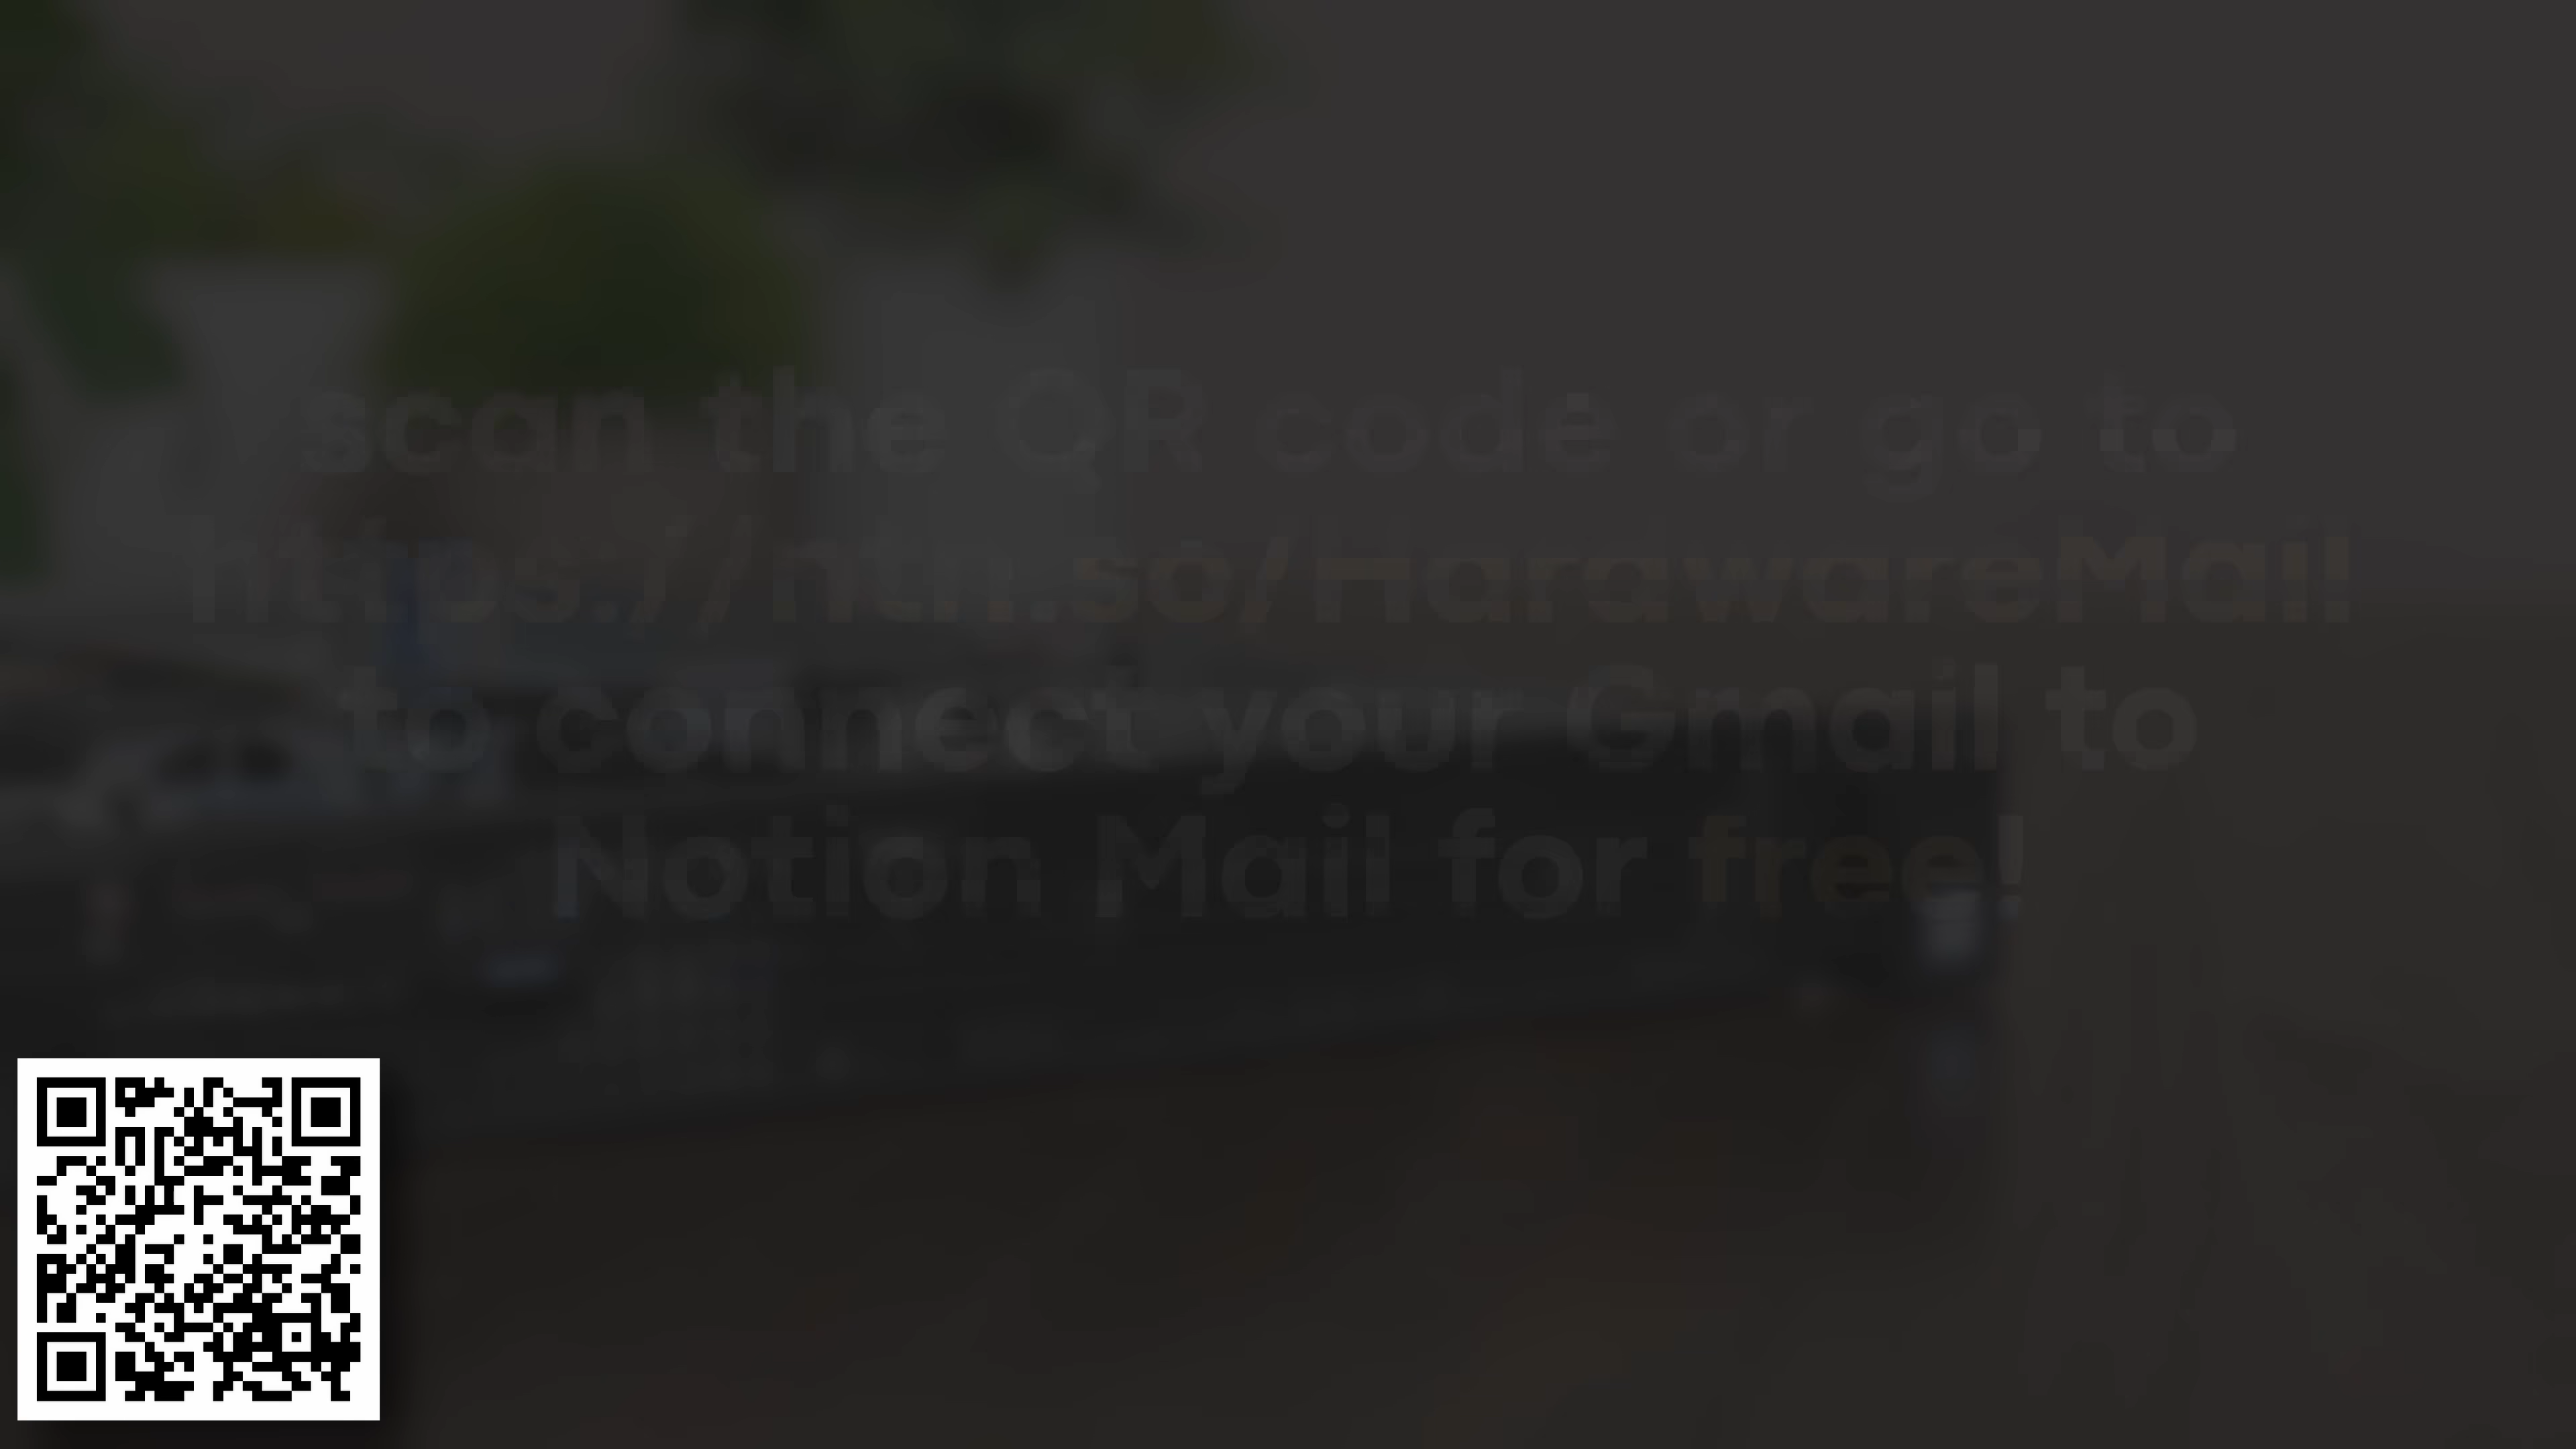 scan the QR code or go to
https://ntn.so/HardwareMail
to connect your Gmail to
Notion Mail for free!